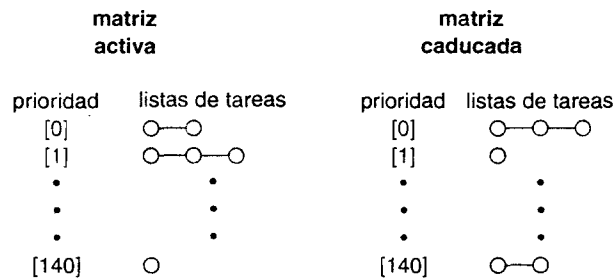 matriz
activa
prioridad listas de tareas
[0]
[1]
[140]
matriz
caducada
prioridad listas de tareas
[0]
[1]
[140]